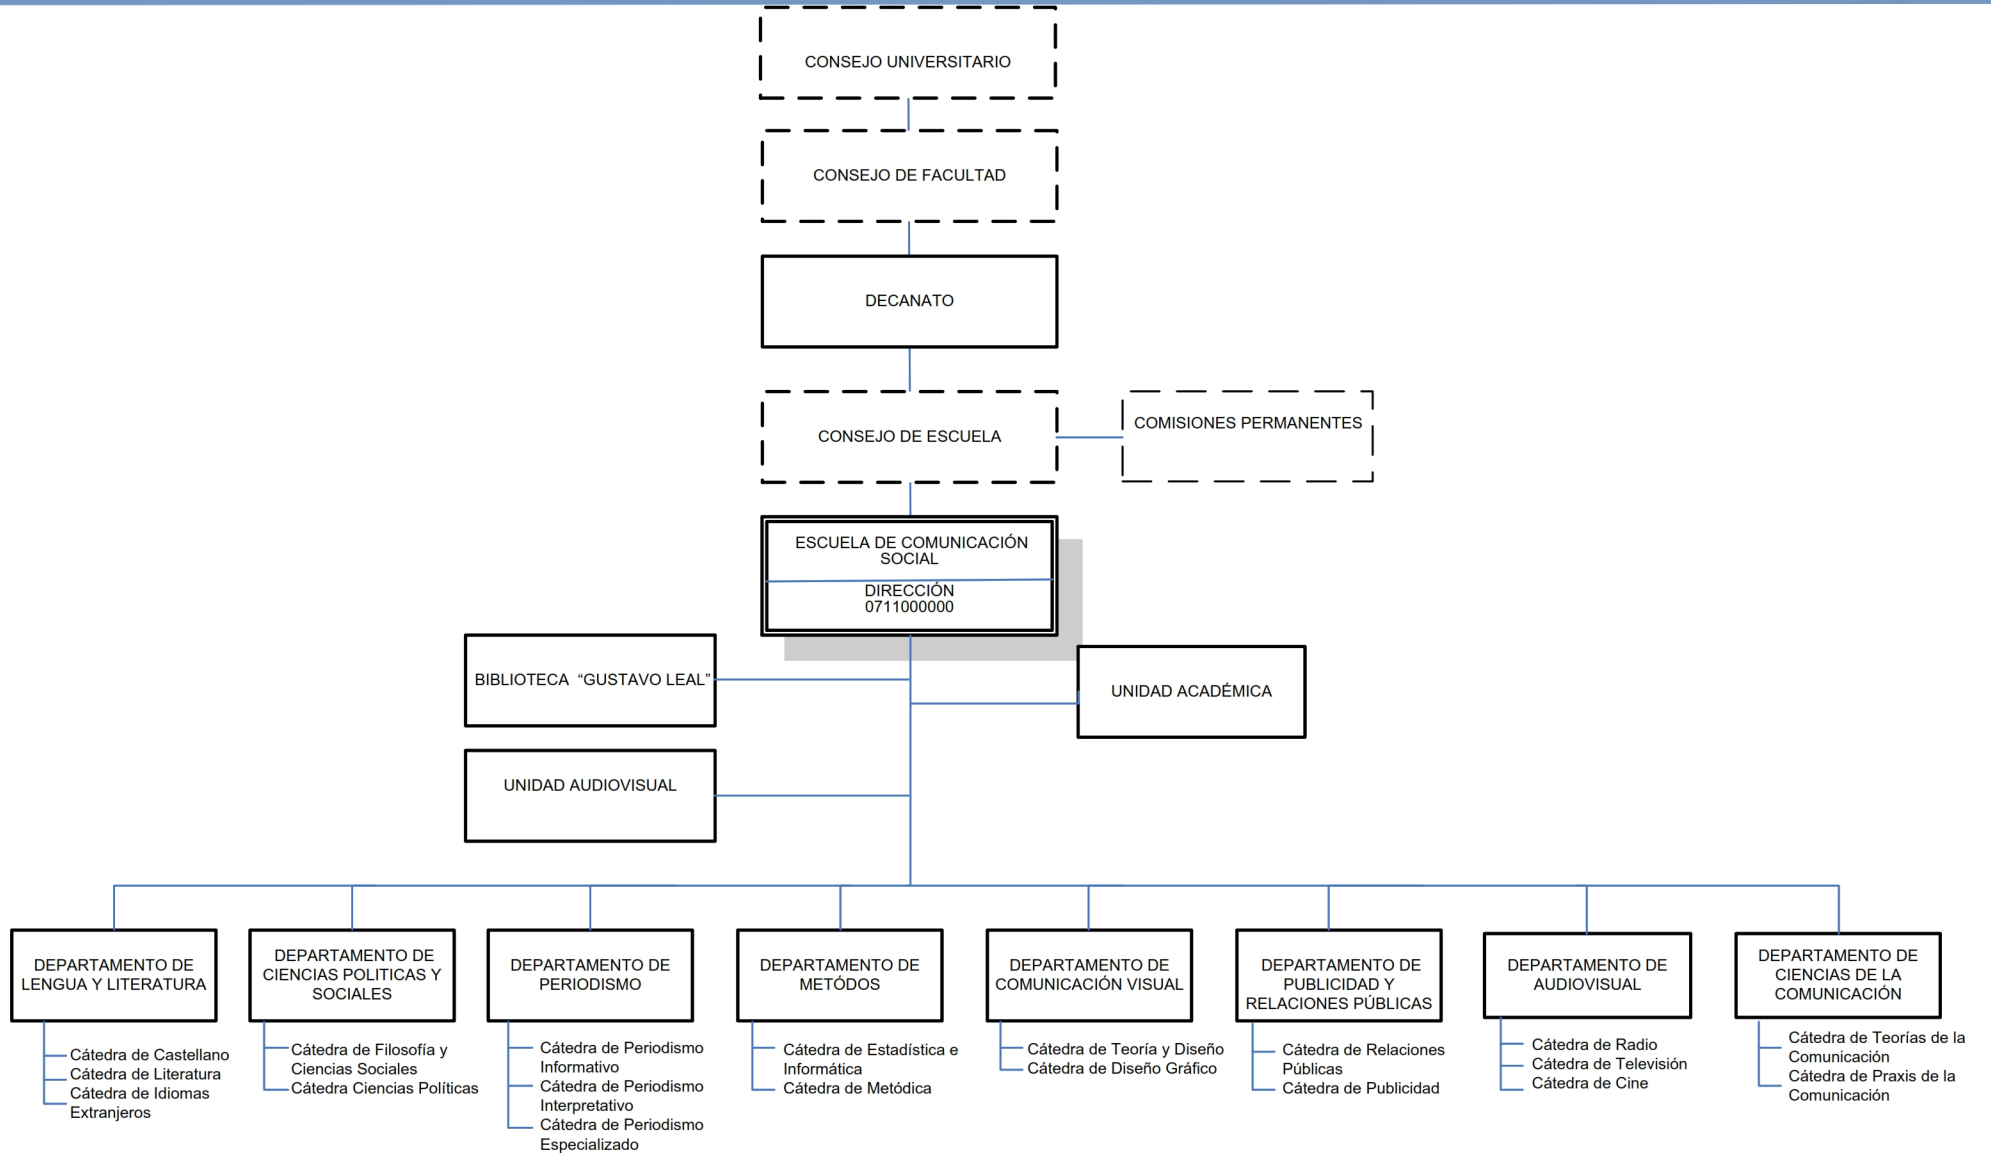 CONSEJO UNIVERSITARIO
CONSEJO DE FACULTAD
DECANATO
CONSEJO DE ESCUELA
COMISIONES PERMANENTES
ESCUELA DE COMUNICACIÓN
SOCIAL
DIRECCIÓN
0711000000
BIBLIOTECA “GUSTAVO LEAL”
UNIDAD ACADÉMICA
UNIDAD AUDIOVISUAL
DEPARTAMENTO DE
LENGUA Y LITERATURA
Cátedra de Castellano
Cátedra de Literatura
Cátedra de Idiomas
Extranjeros
DEPARTAMENTO DE
CIENCIAS POLITICAS Y
SOCIALES
Cátedra de Filosofía y
Ciencias Sociales
Cátedra Ciencias Políticas
DEPARTAMENTO DE
PERIODISMO
Cátedra de Periodismo
Informativo
Cátedra de Periodismo
Interpretativo
Cátedra de Periodismo
Especializado
DEPARTAMENTO DE
METÓDOS
Cátedra de Estadística e
Informática
Cátedra de Metódica
DEPARTAMENTO DE
COMUNICACIÓN VISUAL
Cátedra de Teoría y Diseño
Cátedra de Diseño Gráfico
DEPARTAMENTO DE
PUBLICIDAD Y
RELACIONES PÚBLICAS
Cátedra de Relaciones
Públicas
Cátedra de Publicidad
DEPARTAMENTO DE
AUDIOVISUAL
Cátedra de Radio
Cátedra de Televisión
Cátedra de Cine
DEPARTAMENTO DE
CIENCIAS DE LA
COMUNICACIÓN
Cátedra de Teorías de la
Comunicación
Cátedra de Praxis de la
Comunicación